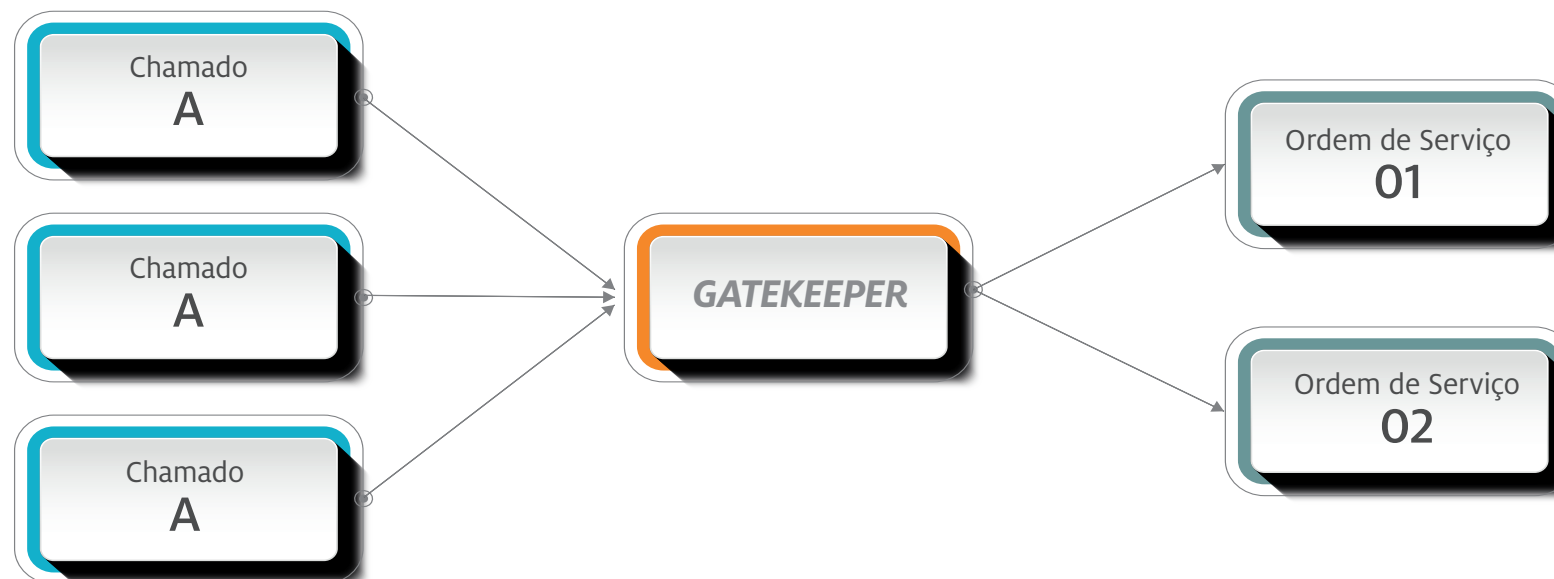 Chamado
A
Chamado
A
Chamado
A
GATEKEEPER
Ordem de Serviço
01
Ordem de Serviço
02